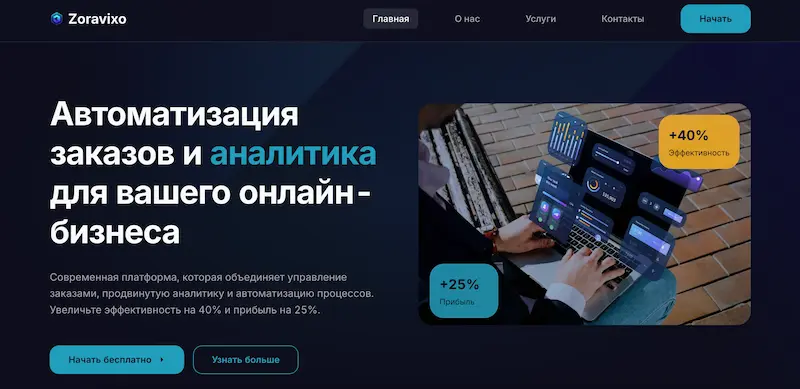 Zoravixo
Главная
О нас
Услуги
Контакты
Начать
Автоматизация
заказов и аналитика
для вашего онлайн-
бизнеса
Современная платформа, которая объединяет управление
заказами, продвинутую аналитику и автоматизацию процессов.
Увеличьте эффективность на 40% и прибыль на 25%.
Начать бесплатно
Узнать больше
+40%
Эффективность
+25%
Прибыль